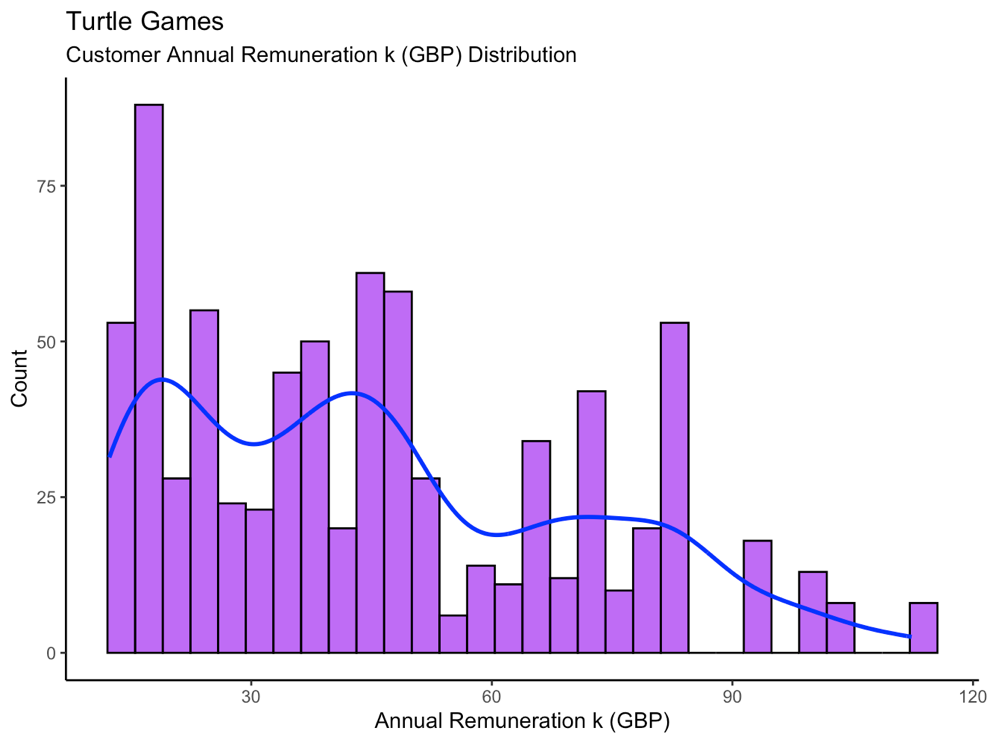 Turtle Games
Customer Annual Remuneration k (GBP) Distribution
Count
75
50
25
0
30
60
90
120
Annual Remuneration k (GBP)